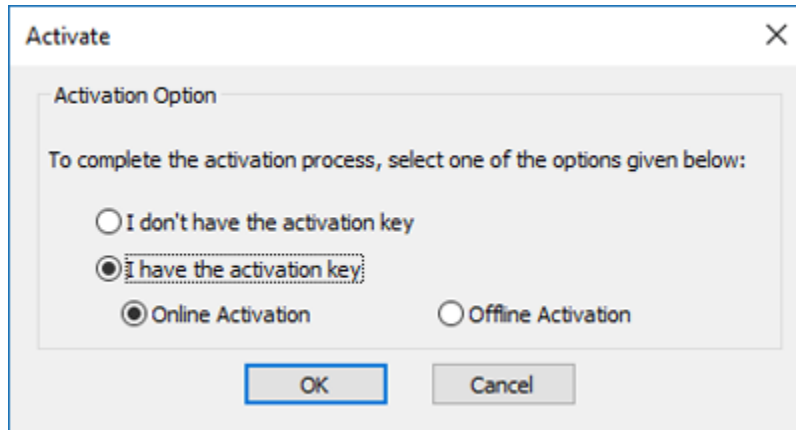 Activate
Activation Option
To complete the activation process, select one of the options given below:
I don't have the activation key
I have the activation key
Online Activation Offline Activation
OK Cancel